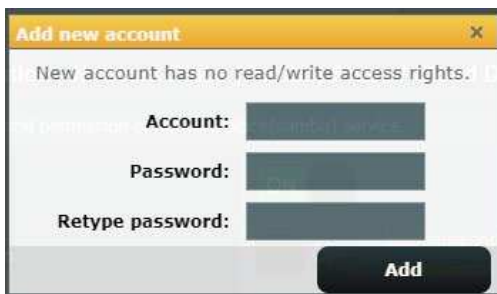 Add new account ×
New account has no read/write access rights.
Account:
Password:
Retype password:
Add